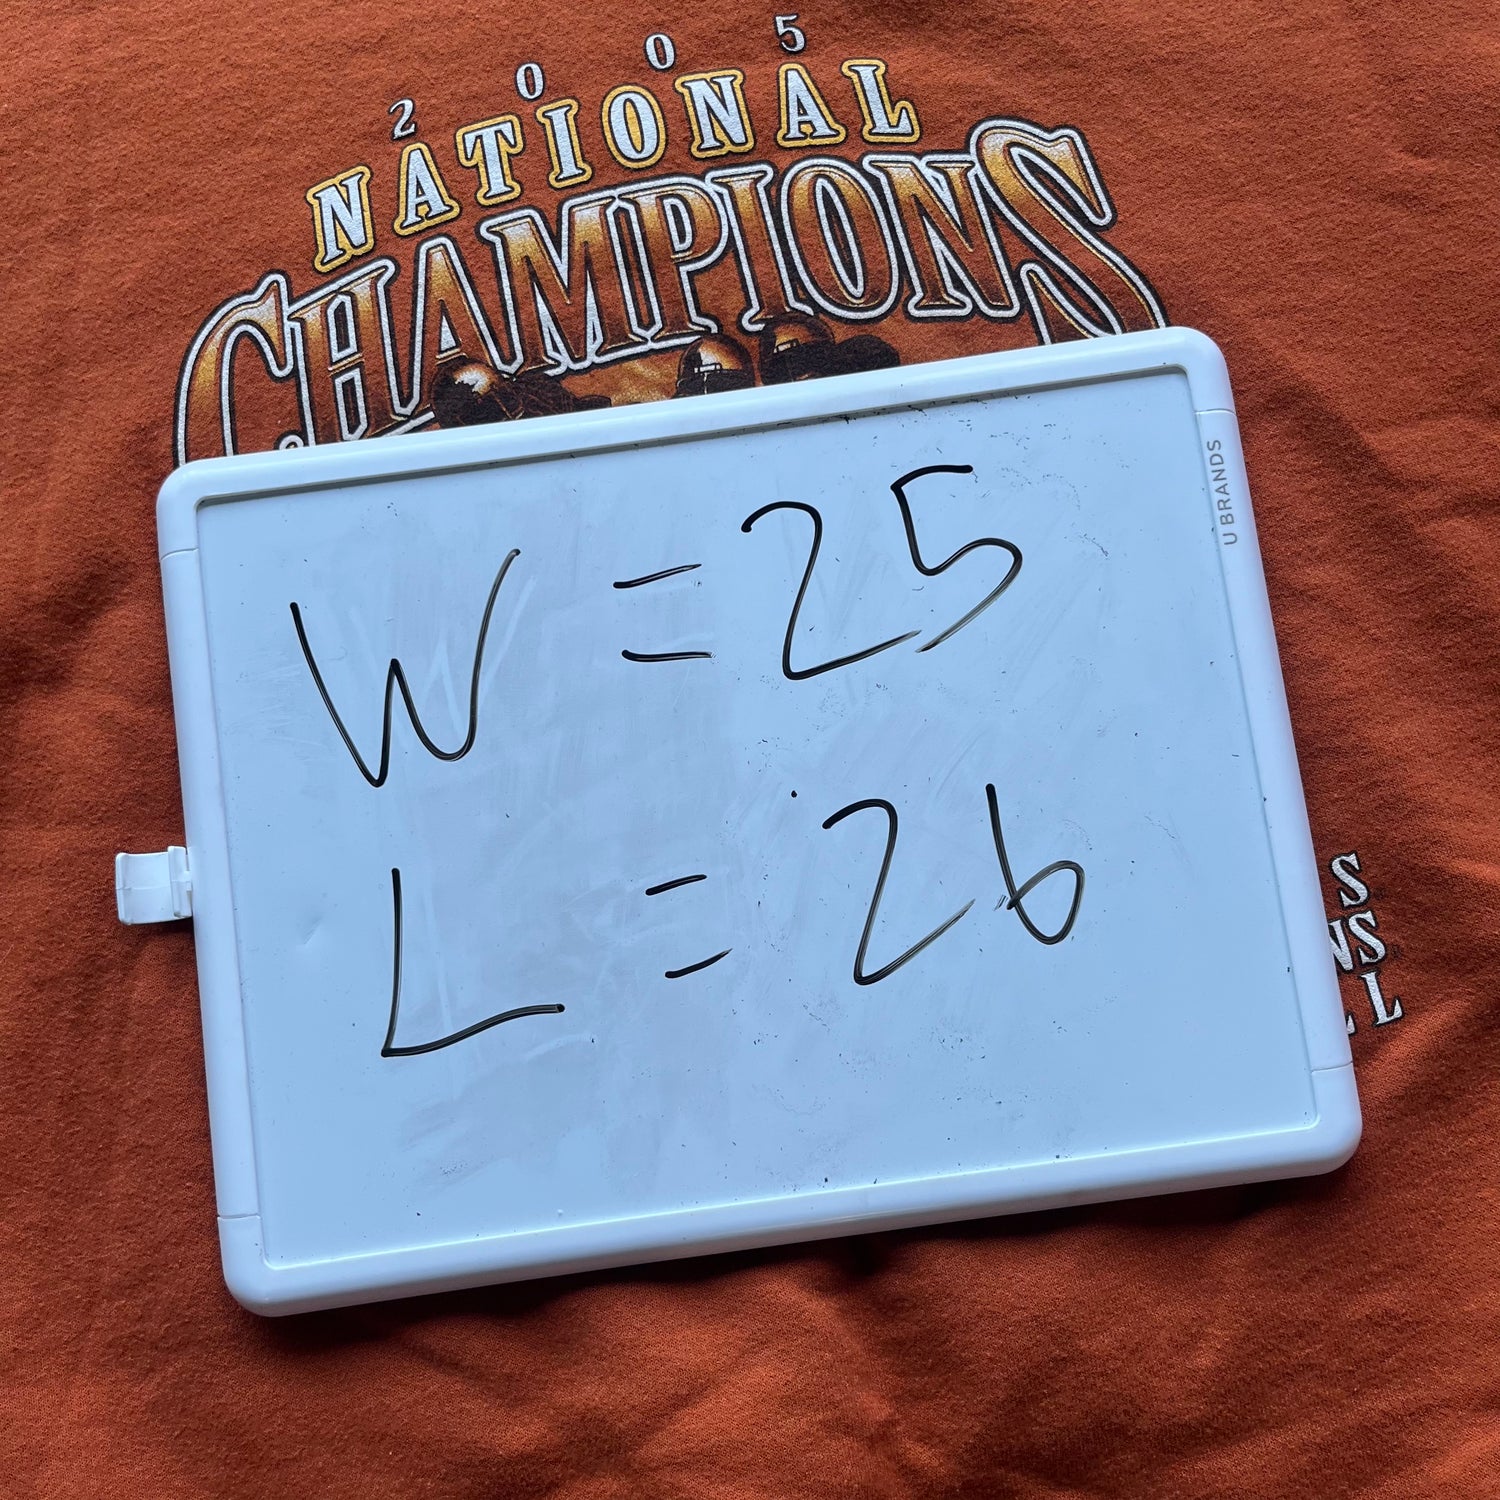 2005
NATIONAL
CHAMPIONS
U BRANDS
W = 25
L = 26